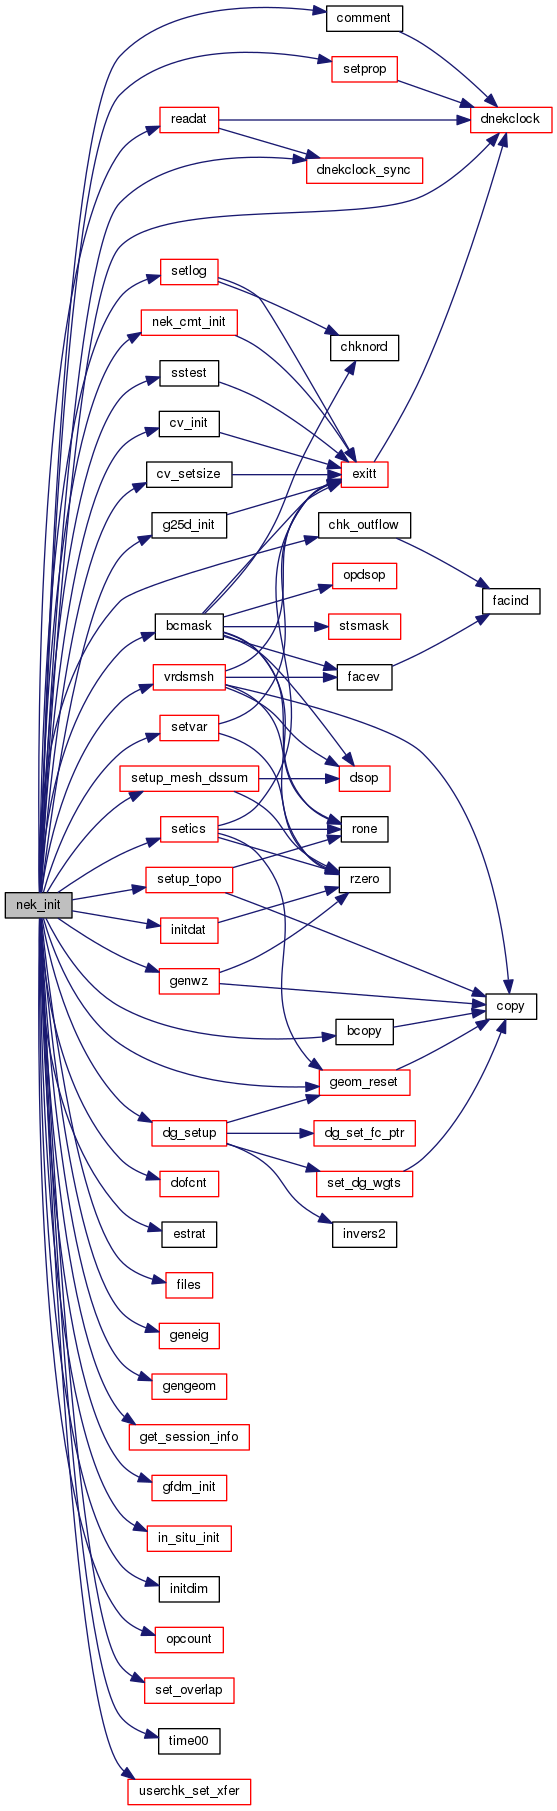 comment
setprop
dnekclock
readat
dnekclock_sync
setlog
nek_cmt_init
chknord
sstest
cv_init
exitt
cv_setsize
g25d_init
chk_outflow
opdsop
facind
bcmask
stsmask
vrdsmsh
facev
setvar
setup_mesh_dssum
dsop
setics
rone
setup_topo
rzero
nek_init
initdat
genwz
copy
bcopy
geom_reset
dg_setup
dg_set_fc_ptr
dofcnt
set_dg_wgts
estrat
invers2
files
geneig
gengeom
get_session_info
gfdm_init
in_situ_init
initdim
opcount
set_overlap
time00
userchk_set_xfer